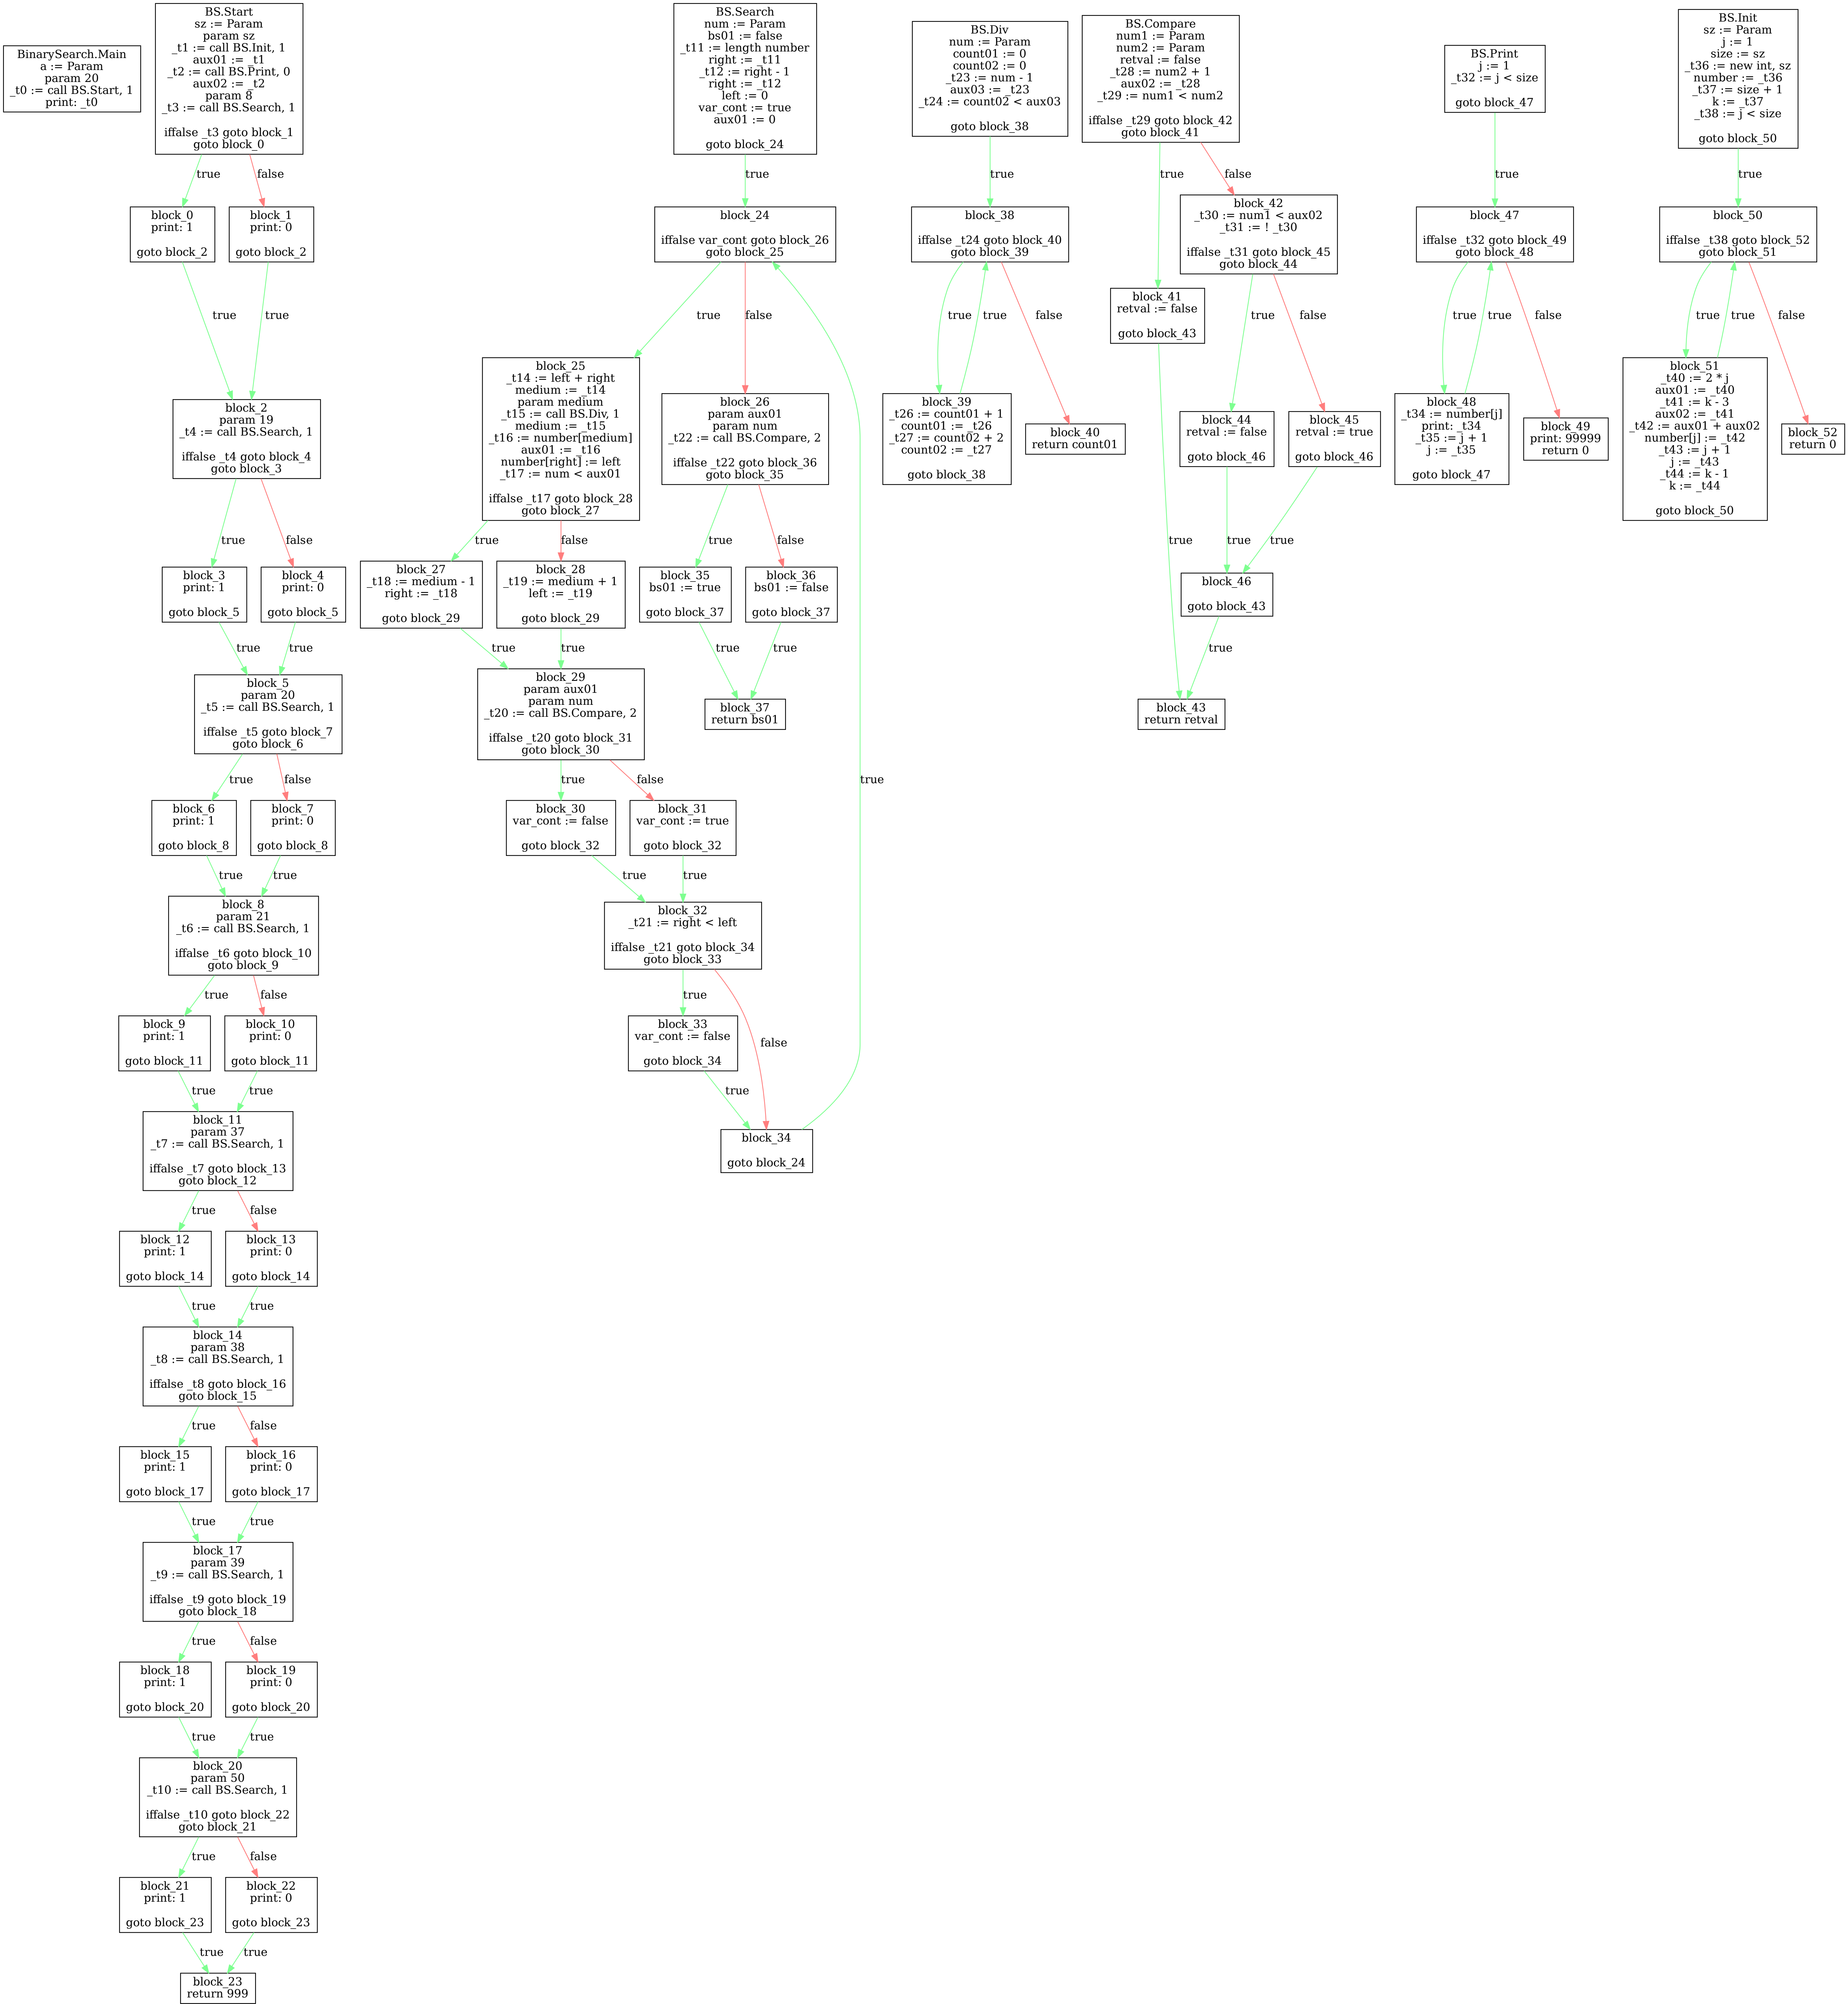 BinarySearch.Main
a := Param
param 20
_t0 := call BS.Start, 1
print: _t0
BS.Start
sz := Param
param sz
_t1 := call BS.Init, 1
aux01 := _t1
_t2 := call BS.Print, 0
aux02 := _t2
param 8
_t3 := call BS.Search, 1
iffalse _t3 goto block_1
goto block_0
true
false
block_0
print: 1
goto block_2
block_1
print: 0
goto block_2
true
true
block_2
param 19
_t4 := call BS.Search, 1
iffalse _t4 goto block_4
goto block_3
true
false
block_3
print: 1
goto block_5
block_4
print: 0
goto block_5
true
true
block_5
param 20
_t5 := call BS.Search, 1
iffalse _t5 goto block_7
goto block_6
true
false
block_6
print: 1
goto block_8
block_7
print: 0
goto block_8
true
true
block_8
param 21
_t6 := call BS.Search, 1
iffalse _t6 goto block_10
goto block_9
true
false
block_9
print: 1
goto block_11
block_10
print: 0
goto block_11
true
true
block_11
param 37
_t7 := call BS.Search, 1
iffalse _t7 goto block_13
goto block_12
true
false
block_12
print: 1
goto block_14
block_13
print: 0
goto block_14
true
true
block_14
param 38
_t8 := call BS.Search, 1
iffalse _t8 goto block_16
goto block_15
true
false
block_15
print: 1
goto block_17
block_16
print: 0
goto block_17
true
true
block_17
param 39
_t9 := call BS.Search, 1
iffalse _t9 goto block_19
goto block_18
true
false
block_18
print: 1
goto block_20
block_19
print: 0
goto block_20
true
true
block_20
param 50
_t10 := call BS.Search, 1
iffalse _t10 goto block_22
goto block_21
true
false
block_21
print: 1
goto block_23
block_22
print: 0
goto block_23
true
true
block_23
return 999
BS.Search
num := Param
bs01 := false
_t11 := length number
right := _t11
_t12 := right - 1
right := _t12
left := 0
var_cont := true
aux01 := 0
goto block_24
true
block_24
iffalse var_cont goto block_26
goto block_25
true
false
block_25
_t14 := left + right
medium := _t14
param medium
_t15 := call BS.Div, 1
medium := _t15
_t16 := number[medium]
aux01 := _t16
number[right] := left
_t17 := num < aux01
iffalse _t17 goto block_28
goto block_27
block_26
param aux01
param num
_t22 := call BS.Compare, 2
iffalse _t22 goto block_36
goto block_35
true
false
true
false
block_27
_t18 := medium - 1
right := _t18
goto block_29
block_28
_t19 := medium + 1
left := _t19
goto block_29
block_35
bs01 := true
goto block_37
block_36
bs01 := false
goto block_37
true
true
true
true
block_29
param aux01
param num
_t20 := call BS.Compare, 2
iffalse _t20 goto block_31
goto block_30
block_37
return bs01
true
false
true
block_30
var_cont := false
goto block_32
block_31
var_cont := true
goto block_32
true
true
block_32
_t21 := right < left
iffalse _t21 goto block_34
goto block_33
true
block_33
var_cont := false
goto block_34
false
true
block_34
goto block_24
BS.Div
num := Param
count01 := 0
count02 := 0
_t23 := num - 1
aux03 := _t23
_t24 := count02 < aux03
goto block_38
true
block_38
iffalse _t24 goto block_40
goto block_39
true
true
false
block_39
_t26 := count01 + 1
count01 := _t26
_t27 := count02 + 2
count02 := _t27
goto block_38
block_40
return count01
BS.Compare
num1 := Param
num2 := Param
retval := false
_t28 := num2 + 1
aux02 := _t28
_t29 := num1 < num2
iffalse _t29 goto block_42
goto block_41
true
false
block_42
_t30 := num1 < aux02
_t31 := ! _t30
iffalse _t31 goto block_45
goto block_44
block_41
retval := false
goto block_43
true
false
block_44
retval := false
goto block_46
block_45
retval := true
goto block_46
true
true
true
block_46
goto block_43
true
block_43
return retval
BS.Print
j := 1
_t32 := j < size
goto block_47
true
block_47
iffalse _t32 goto block_49
goto block_48
true
true
false
block_48
_t34 := number[j]
print: _t34
_t35 := j + 1
j := _t35
goto block_47
block_49
print: 99999
return 0
BS.Init
sz := Param
j := 1
size := sz
_t36 := new int, sz
number := _t36
_t37 := size + 1
k := _t37
_t38 := j < size
goto block_50
true
block_50
iffalse _t38 goto block_52
goto block_51
true
true
false
block_51
_t40 := 2 * j
aux01 := _t40
_t41 := k - 3
aux02 := _t41
_t42 := aux01 + aux02
number[j] := _t42
_t43 := j + 1
j := _t43
_t44 := k - 1
k := _t44
goto block_50
block_52
return 0